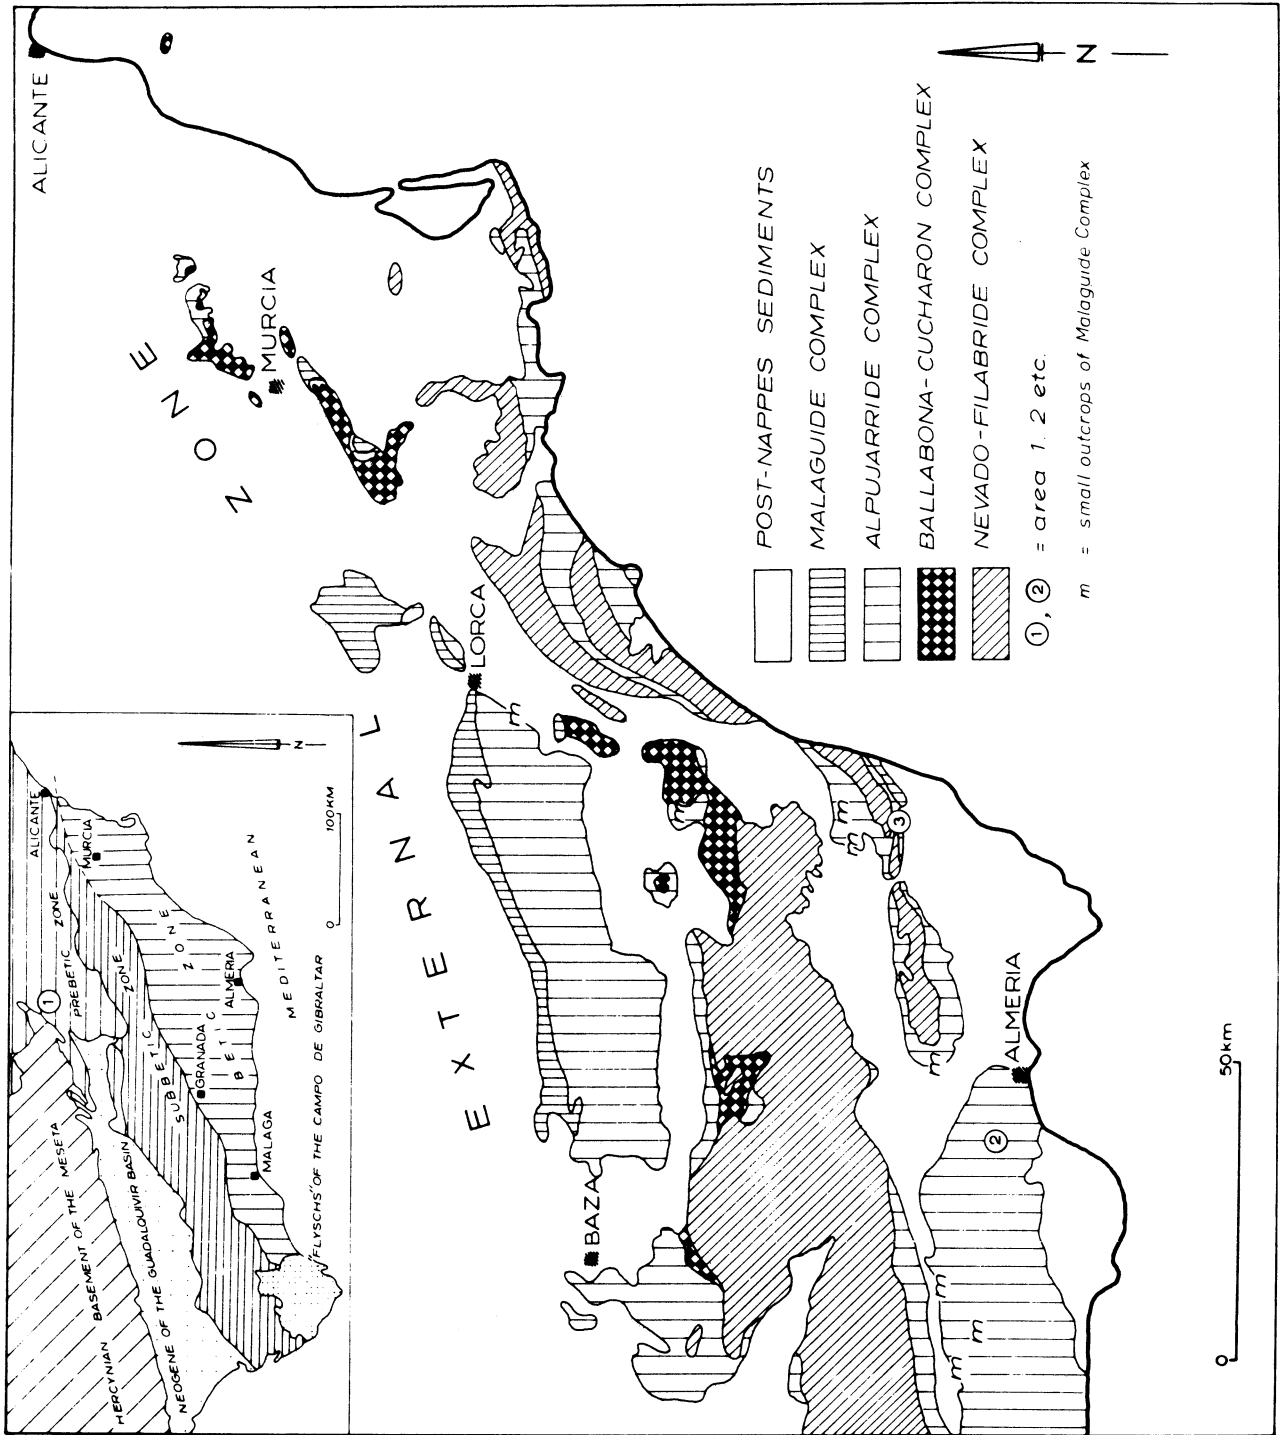 ALICANTE
MURCIA
LORCA
BAZA
ALMERIA
EXTERNAL ZONE
N
POST-NAPPES SEDIMENTS
MALAGUIDE COMPLEX
ALPUJARRIDE COMPLEX
BALLABONA-CUCHARON COMPLEX
NEVADO-FILABRIDE COMPLEX
①,② = area 1, 2 etc.
m = small outcrops of Malaguide Complex
m
m
m
m
m
m
m
m
②
③
0 50km
ALICANTE
MURCIA
ALMERIA
GRANADA
MALAGA
①
PREBETIC ZONE
SUBBETIC ZONE
BETIC ZONE
MEDITERRANEAN
HERCYNIAN BASEMENT OF THE MESETA
NEOGENE OF THE GUADALQUIVIR BASIN
"FLYSCHS" OF THE CAMPO DE GIBRALTAR
N
0 100KM